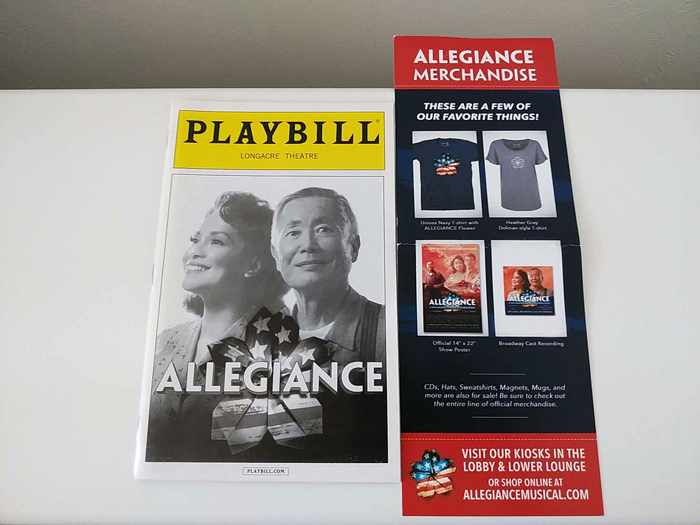 PLAYBILL®
LONGACRE THEATRE
ALLEGIANCE
PLAYBILL.COM
ALLEGIANCE
MERCHANDISE
THESE ARE A FEW OF
OUR FAVORITE THINGS!
Unisex Navy T-shirt with
ALLEGIANCE Flower
Heather Gray
Dolman-style T-shirt
ALLEGIANCE
ALLEGIANCE
Official 14" x 22"
Show Poster
Broadway Cast Recording
CDs, Hats, Sweatshirts, Magnets, Mugs, and
more are also for sale! Be sure to check out
the entire line of official merchandise.
VISIT OUR KIOSKS IN THE
LOBBY & LOWER LOUNGE
OR SHOP ONLINE AT
ALLEGIANCEMUSICAL.COM